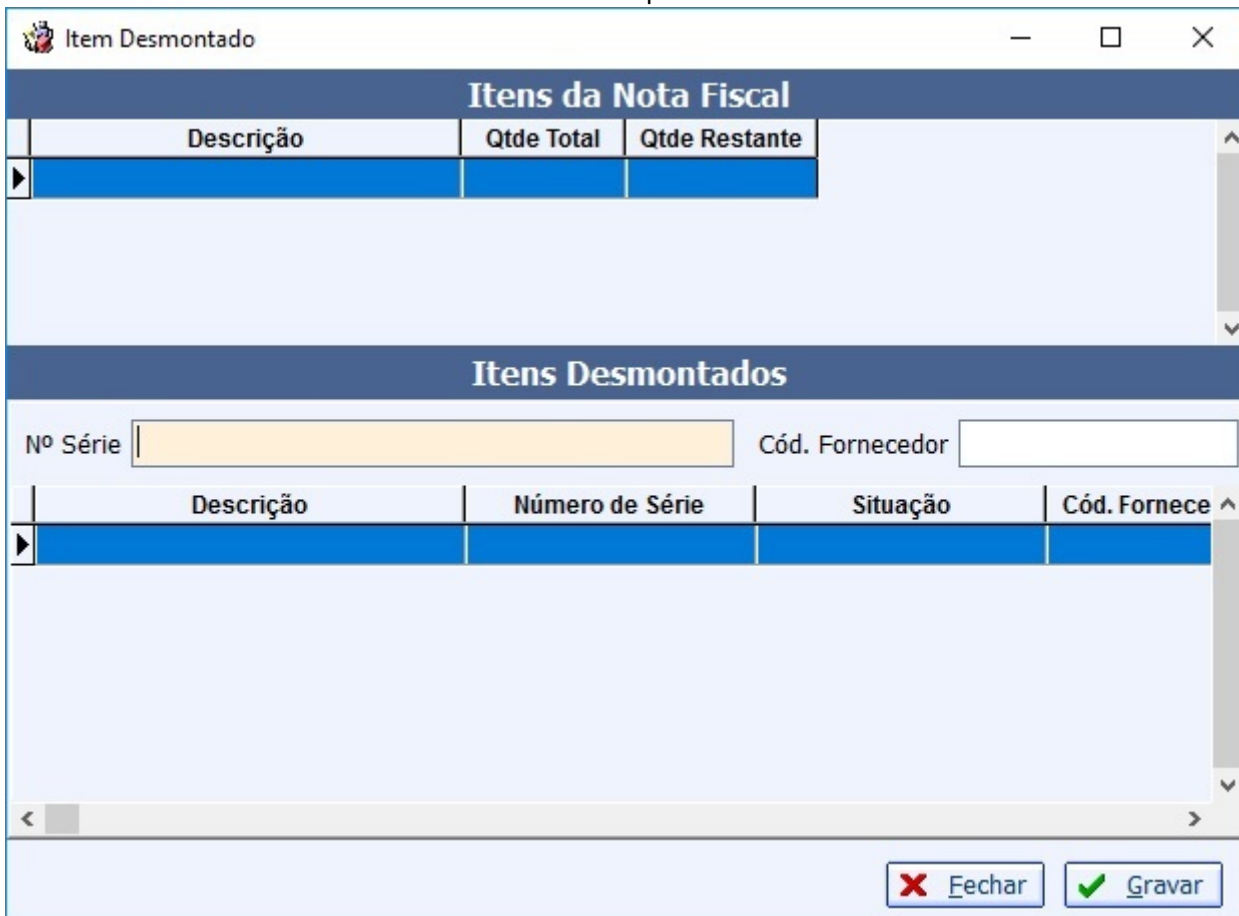 Item Desmontado
Itens da Nota Fiscal
Descrição Qtde Total Qtde Restante
Itens Desmontados
Nº Série Cód. Fornecedor
Descrição Número de Série Situação Cód. Fornece
Fechar Gravar